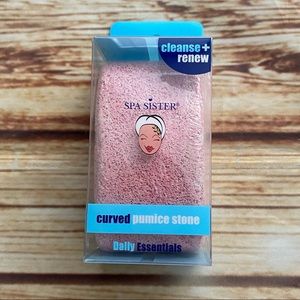 cleanse+
renew
SPA SISTER®
curved pumice stone
Daily Essentials